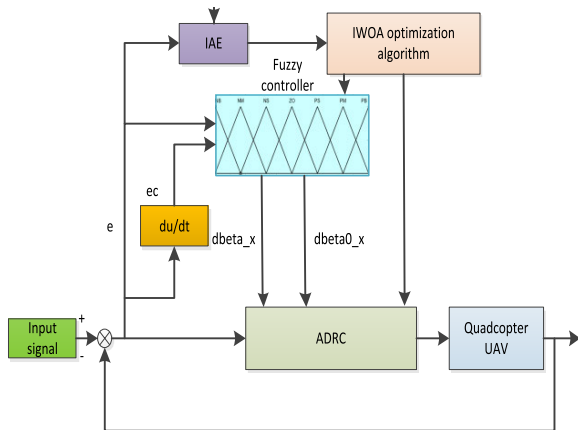 IAE
IWOA optimization
algorithm
Fuzzy
controller
NM NS ZO PS PM PB
ec
du/dt
e
dbeta_x
dbeta0_x
Input
signal
+
-
ADRC
Quadcopter
UAV